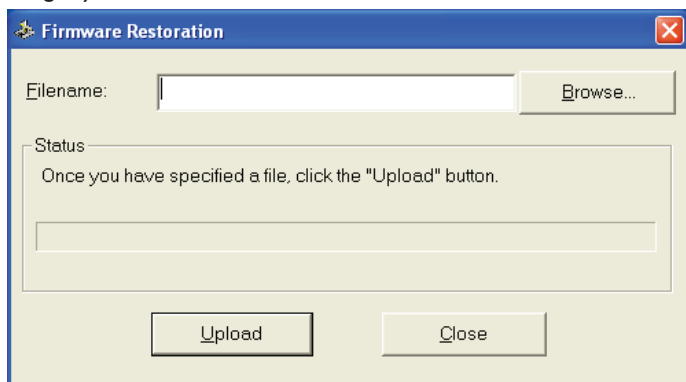 Firmware Restoration
Filename:
Browse...
Status
Once you have specified a file, click the "Upload" button.
Upload
Close